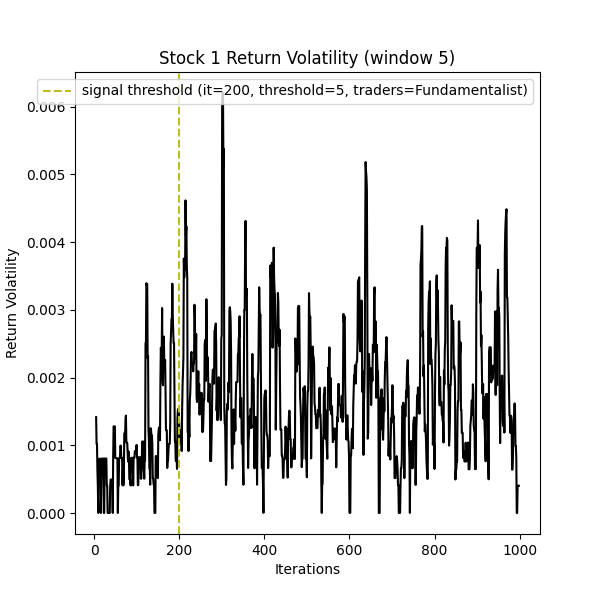 Stock 1 Return Volatility (window 5)
signal threshold (it=200, threshold=5, traders=Fundamentalist)
0.006
0.005
0.004
0.003
0.002
0.001
0.000
Return Volatility
0 200 400 600 800 1000
Iterations